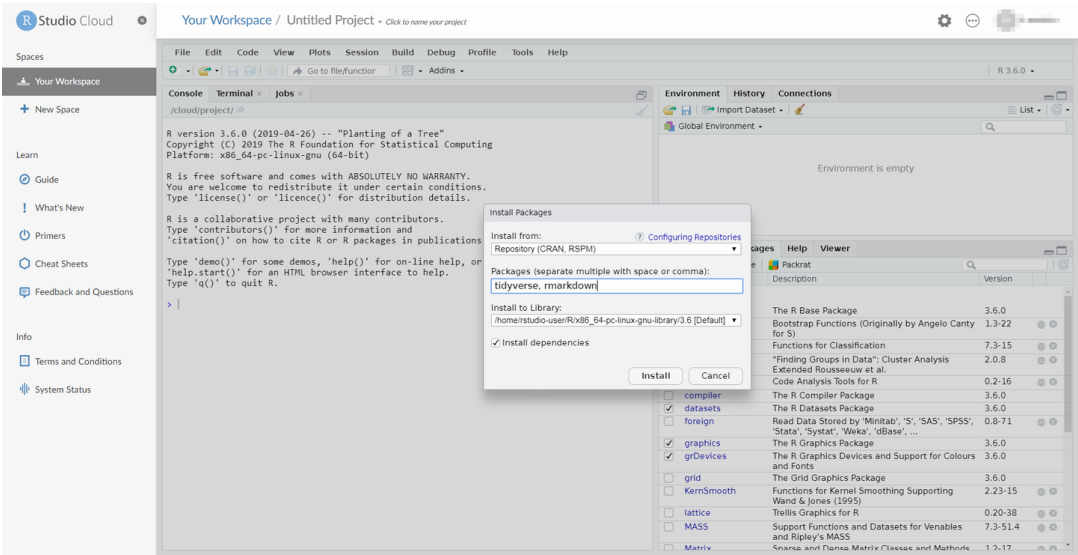 R Studio Cloud
Your Workspace / Untitled Project Click to name your project
Spaces
Your Workspace
+ New Space
Learn
Guide
What's New
Primers
Cheat Sheets
Feedback and Questions
Info
Terms and Conditions
System Status
File Edit Code View Plots Session Build Debug Profile Tools Help
Go to file/function
Addins
R 3.6.0
Console Terminal × Jobs ×
/cloud/project/
R version 3.6.0 (2019-04-26) -- "Planting of a Tree"
Copyright (C) 2019 The R Foundation for Statistical Computing
Platform: x86_64-pc-linux-gnu (64-bit)
R is free software and comes with ABSOLUTELY NO WARRANTY.
You are welcome to redistribute it under certain conditions.
Type 'license()' or 'licence()' for distribution details.
R is a collaborative project with many contributors.
Type 'contributors()' for more information and
'citation()' on how to cite R or R packages in publications
Type 'demo()' for some demos, 'help()' for on-line help, or
'help.start()' for an HTML browser interface to help.
Type 'q()' to quit R.
>
Install Packages
Install from:
? Configuring Repositories
Repository (CRAN, RSPM)
Packages (separate multiple with space or comma):
tidyverse, rmarkdown
Install to Library:
/home/rstudio-user/R/x86_64-pc-linux-gnu-library/3.6 [Default]
Install dependencies
Install Cancel
Environment History Connections
Import Dataset
List
Global Environment
Environment is empty
kages Help Viewer
e Packrat
Description Version
The R Base Package 3.6.0
Bootstrap Functions (Originally by Angelo Canty 1.3-22
for S)
Functions for Classification 7.3-15
"Finding Groups in Data": Cluster Analysis 2.0.8
Extended Rousseeuw et al.
Code Analysis Tools for R 0.2-16
compiler The R Compiler Package 3.6.0
datasets The R Datasets Package 3.6.0
foreign Read Data Stored by 'Minitab', 'S', 'SAS', 'SPSS', 0.8-71
'Stata', 'Systat', 'Weka', 'dBase', ...
graphics The R Graphics Package 3.6.0
grDevices The R Graphics Devices and Support for Colours 3.6.0
and Fonts
grid The Grid Graphics Package 3.6.0
KernSmooth Functions for Kernel Smoothing Supporting 2.23-15
Wand & Jones (1995)
lattice Trellis Graphics for R 0.20-38
MASS Support Functions and Datasets for Venables 7.3-51.4
and Ripley's MASS
Matrix Sparse and Dense Matrix Classes and Methods 1.2-17